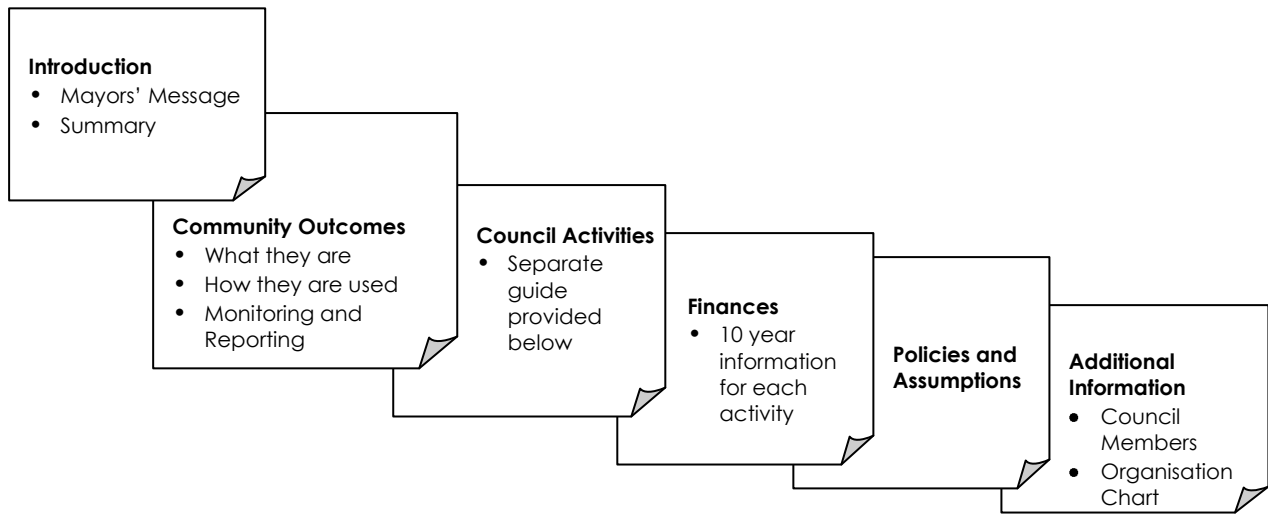 Introduction
• Mayors’ Message
• Summary
Community Outcomes
• What they are
• How they are used
• Monitoring and
Reporting
Council Activities
• Separate
guide
provided
below
Finances
• 10 year
information
for each
activity
Policies and
Assumptions
Additional
Information
• Council
Members
• Organisation
Chart